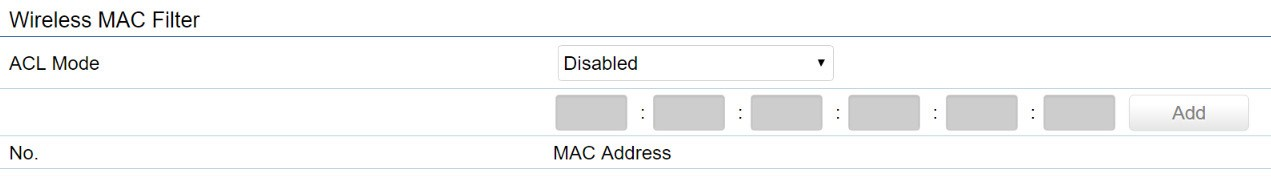 Wireless MAC Filter
ACL Mode Disabled
: : : : : Add
No. MAC Address